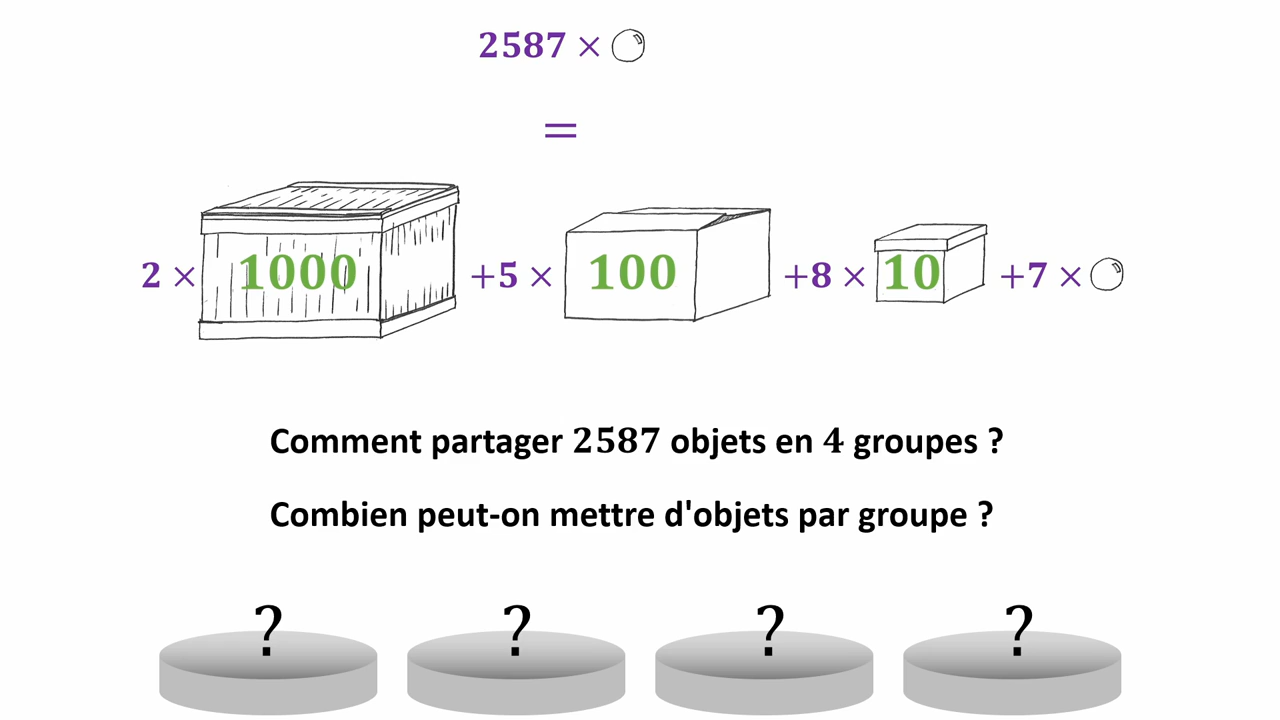 2587 ×
=
2 × 1000 +5 × 100 +8 × 10 +7 ×
Comment partager 2587 objets en 4 groupes ?
Combien peut-on mettre d'objets par groupe ?
? ? ? ?